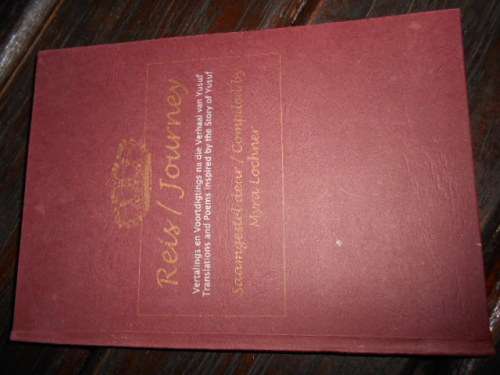 Reis / Journey
Vertalings en Voortdigtings na die Verhaal van Yusuf
Translations and Poems inspired by the Story of Yusuf
Saamgestel deur / Compiled by
Myra Lochner